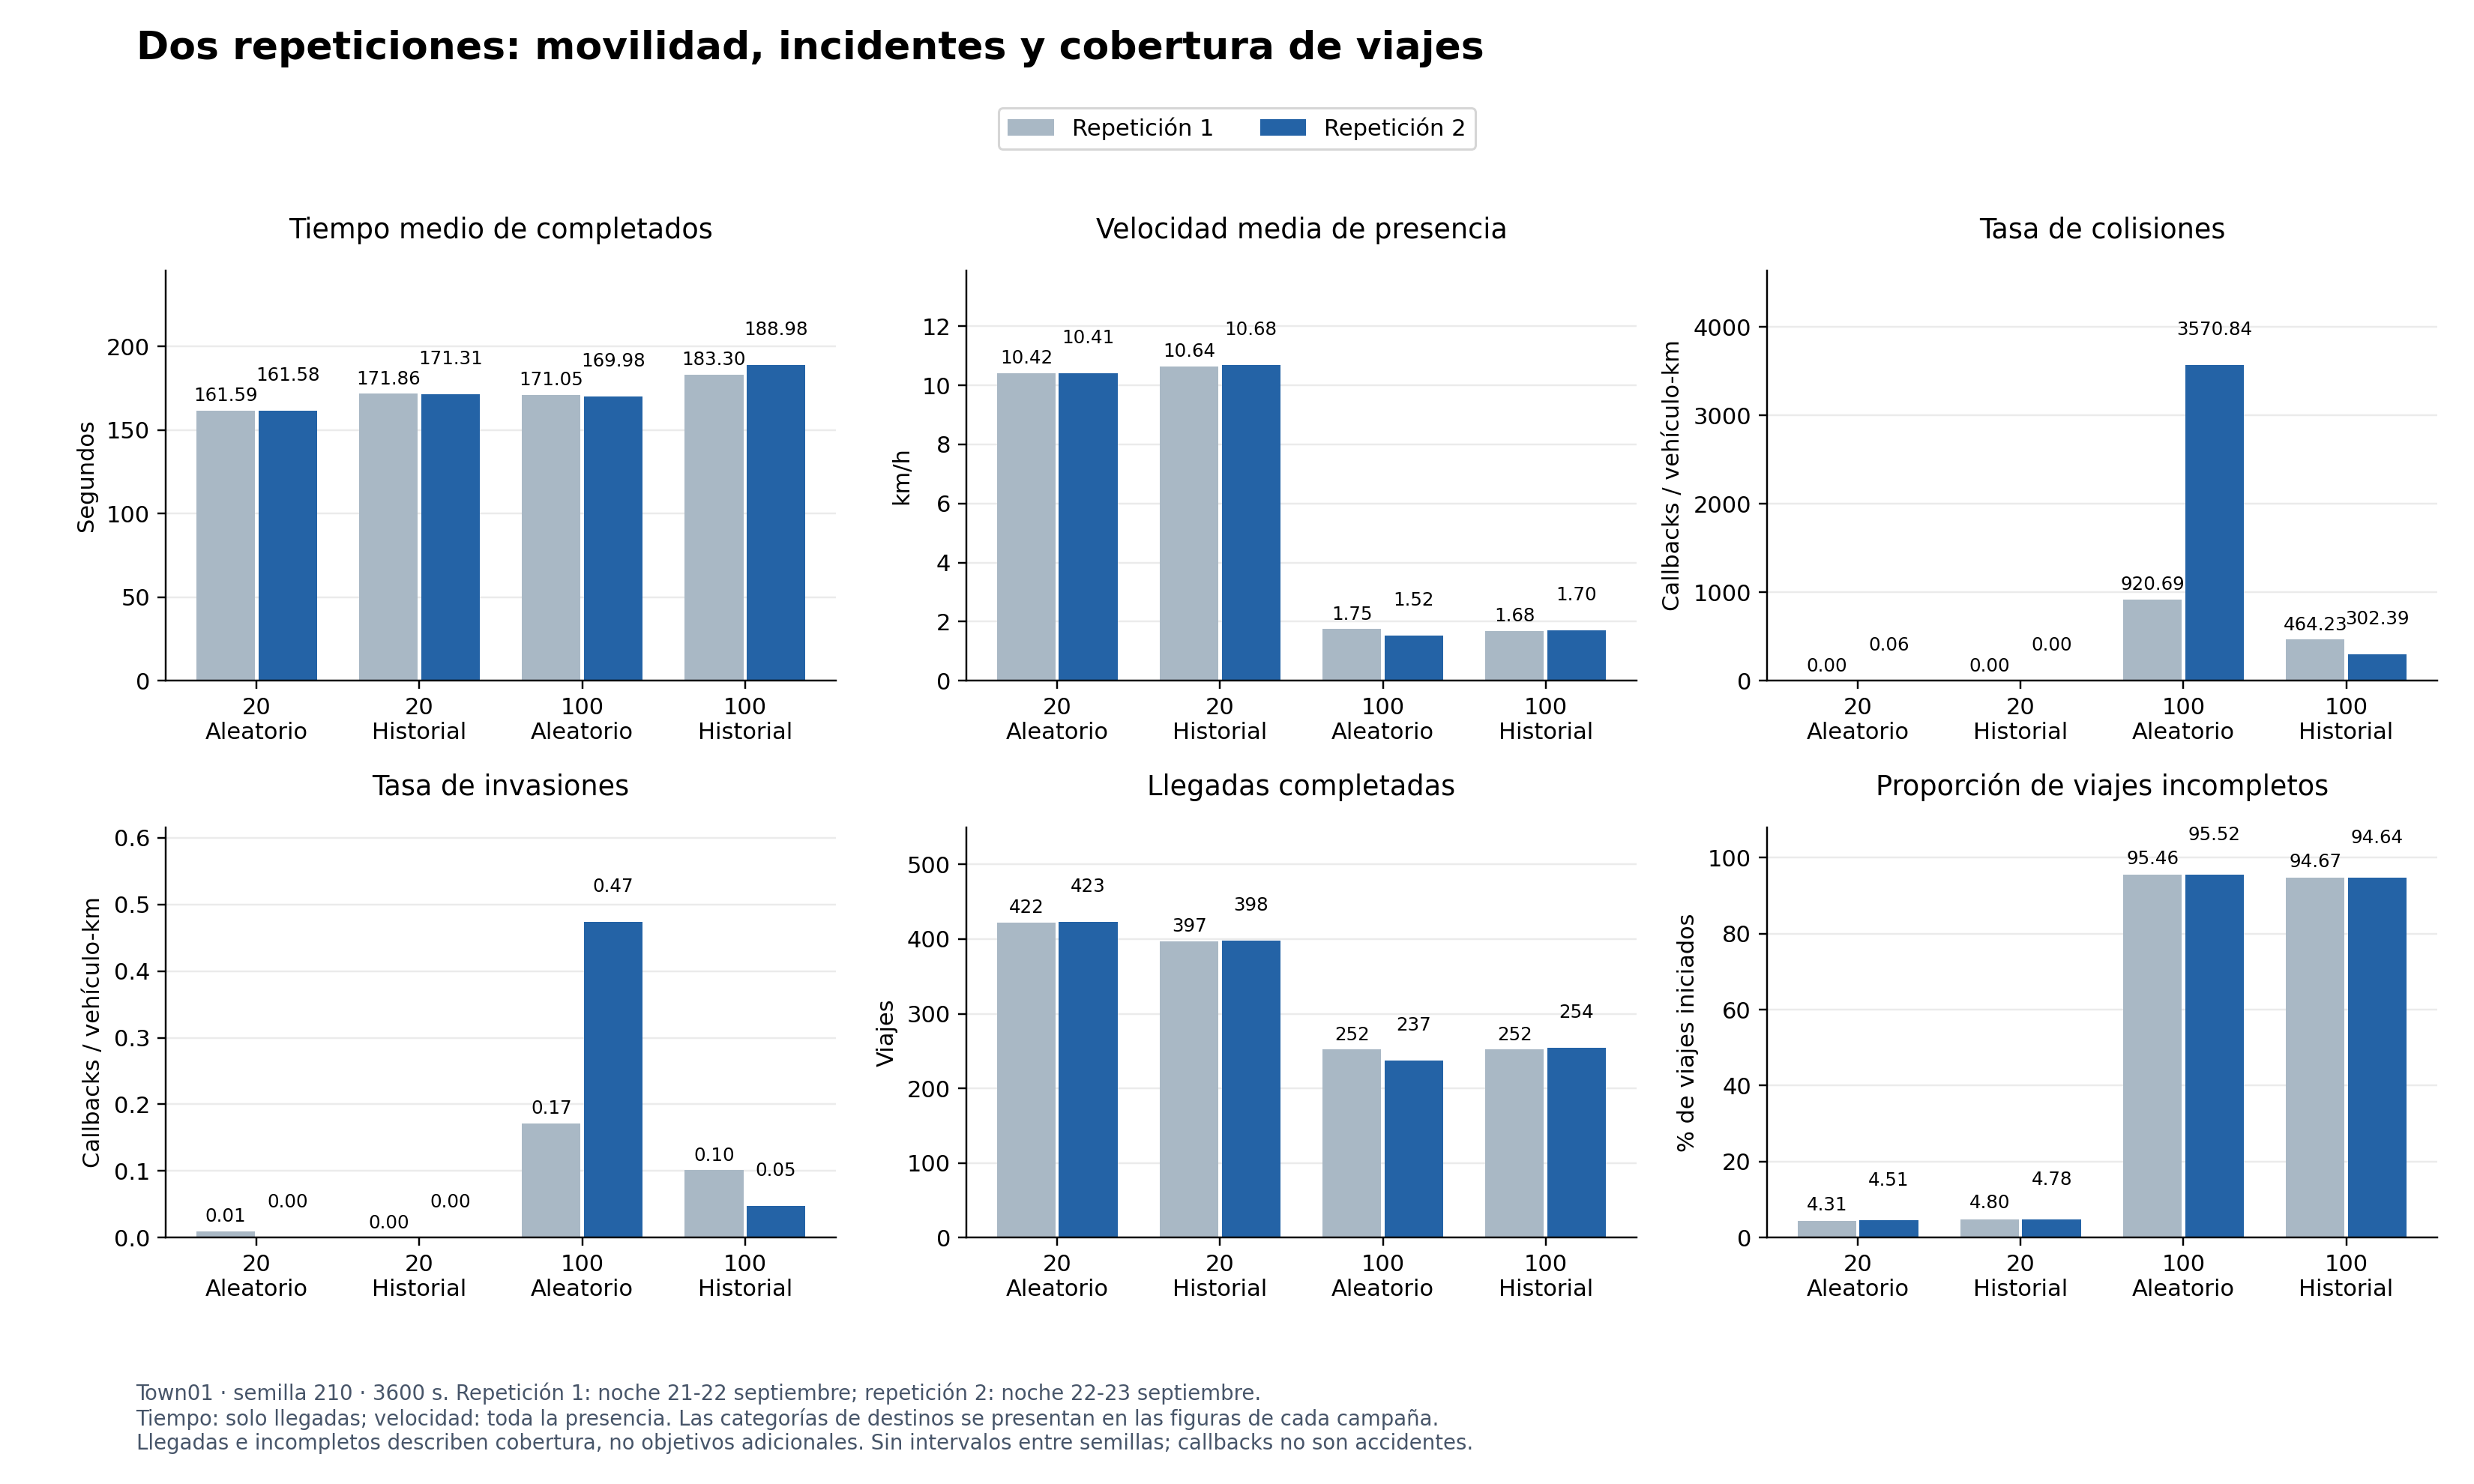 Dos repeticiones: movilidad, incidentes y cobertura de viajes
Repetición 1
Repetición 2
Tiempo medio de completados
Segundos
200
150
100
50
0
161.59
161.58
171.86
171.31
171.05
169.98
183.30
188.98
20
Aleatorio
20
Historial
100
Aleatorio
100
Historial
Velocidad media de presencia
km/h
12
10
8
6
4
2
0
10.42
10.41
10.64
10.68
1.75
1.52
1.68
1.70
20
Aleatorio
20
Historial
100
Aleatorio
100
Historial
Tasa de colisiones
Callbacks / vehículo-km
4000
3000
2000
1000
0
0.00
0.06
0.00
0.00
920.69
3570.84
464.23
302.39
20
Aleatorio
20
Historial
100
Aleatorio
100
Historial
Tasa de invasiones
Callbacks / vehículo-km
0.6
0.5
0.4
0.3
0.2
0.1
0.0
0.01
0.00
0.00
0.00
0.17
0.47
0.10
0.05
20
Aleatorio
20
Historial
100
Aleatorio
100
Historial
Llegadas completadas
Viajes
500
400
300
200
100
0
422
423
397
398
252
237
252
254
20
Aleatorio
20
Historial
100
Aleatorio
100
Historial
Proporción de viajes incompletos
% de viajes iniciados
100
80
60
40
20
0
4.31
4.51
4.80
4.78
95.46
95.52
94.67
94.64
20
Aleatorio
20
Historial
100
Aleatorio
100
Historial
Town01 · semilla 210 · 3600 s. Repetición 1: noche 21-22 septiembre; repetición 2: noche 22-23 septiembre.
Tiempo: solo llegadas; velocidad: toda la presencia. Las categorías de destinos se presentan en las figuras de cada campaña.
Llegadas e incompletos describen cobertura, no objetivos adicionales. Sin intervalos entre semillas; callbacks no son accidentes.